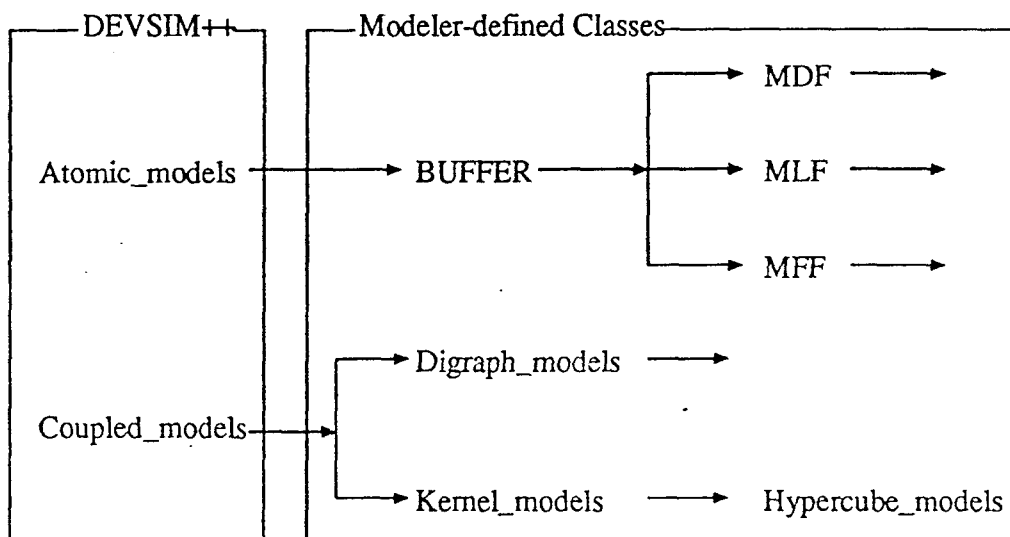 DEVSIM++
Modeler-defined Classes
MDF
Atomic_models
BUFFER
MLF
MFF
Digraph_models
Coupled_models
Kernel_models
Hypercube_models